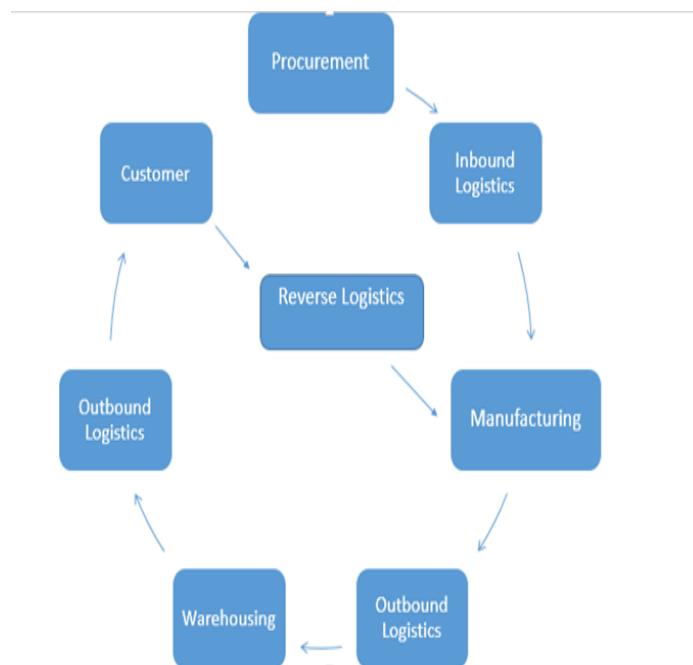 Procurement
Inbound
Logistics
Customer
Reverse Logistics
Manufacturing
Outbound
Logistics
Outbound
Logistics
Warehousing